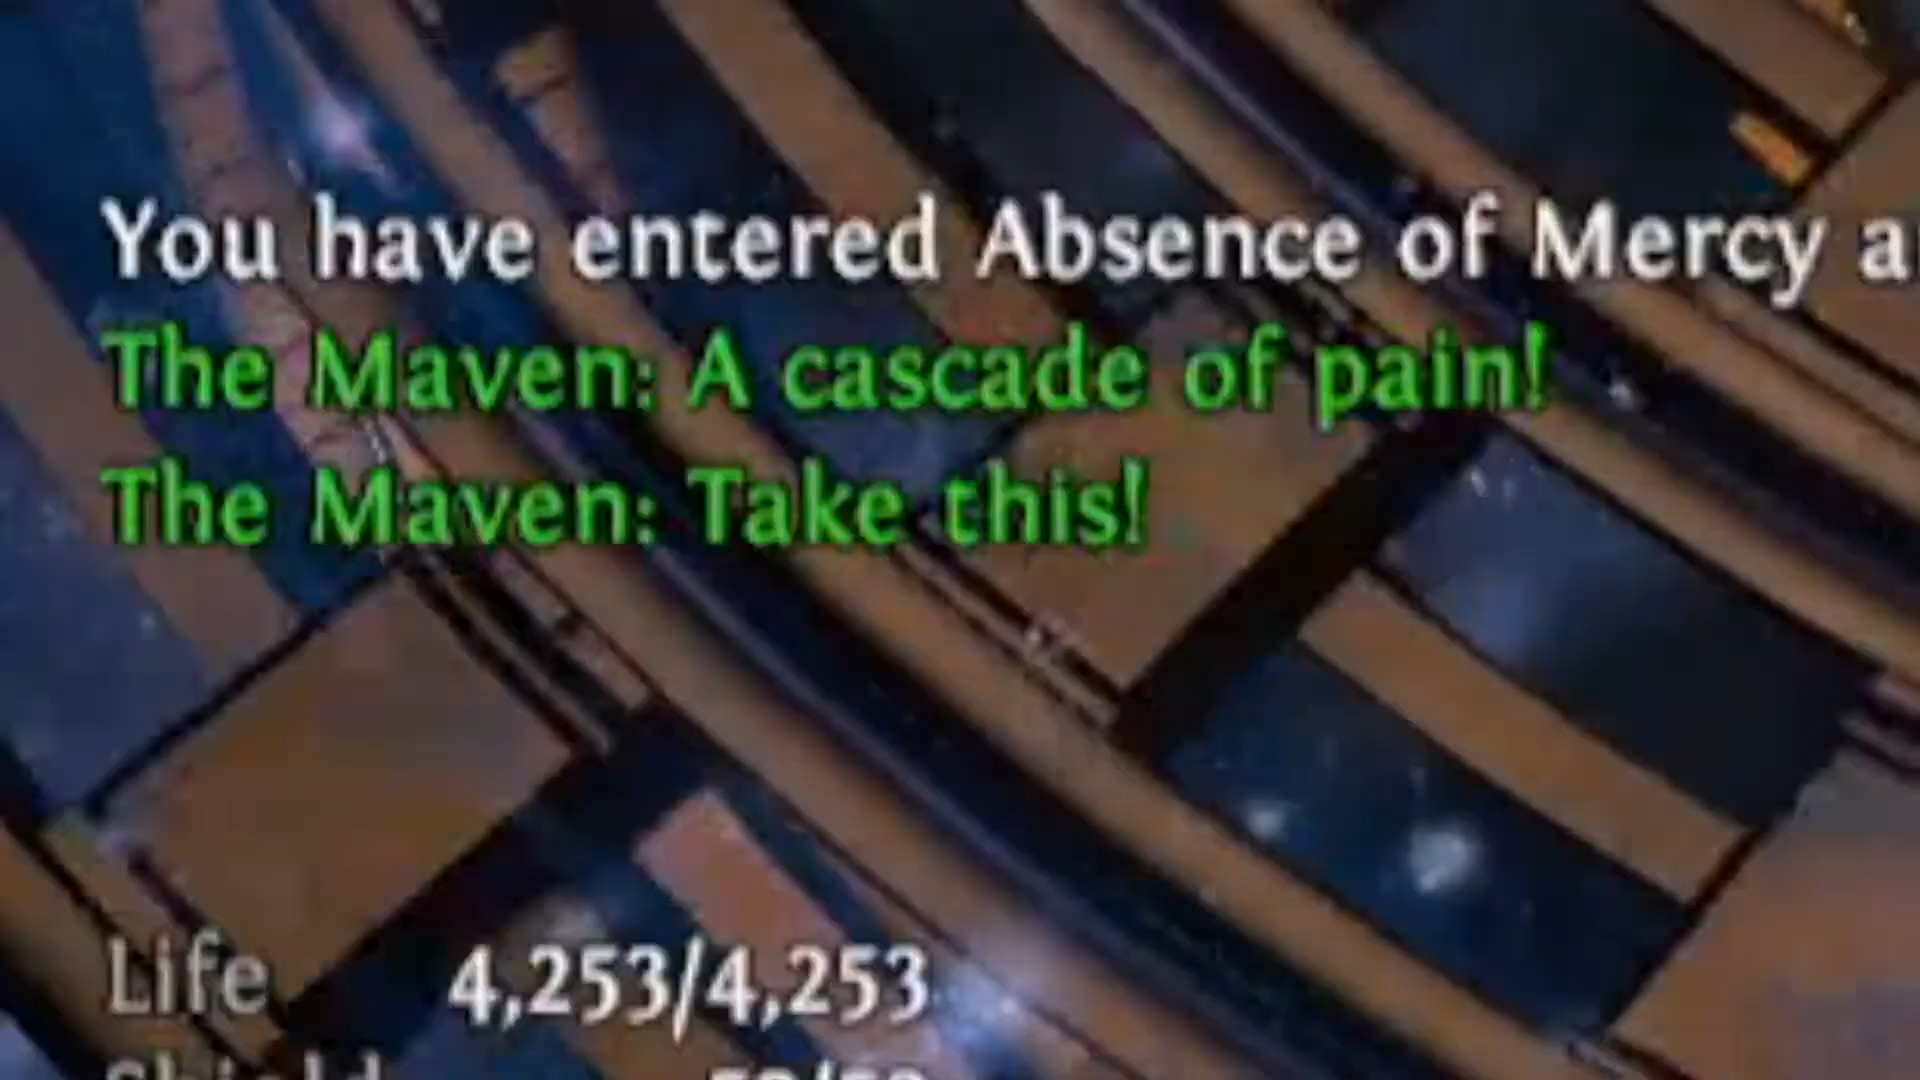 You have entered Absence of Mercy
The Maven: A cascade of pain!
The Maven: Take this!
Life 4,253/4,253
Shield